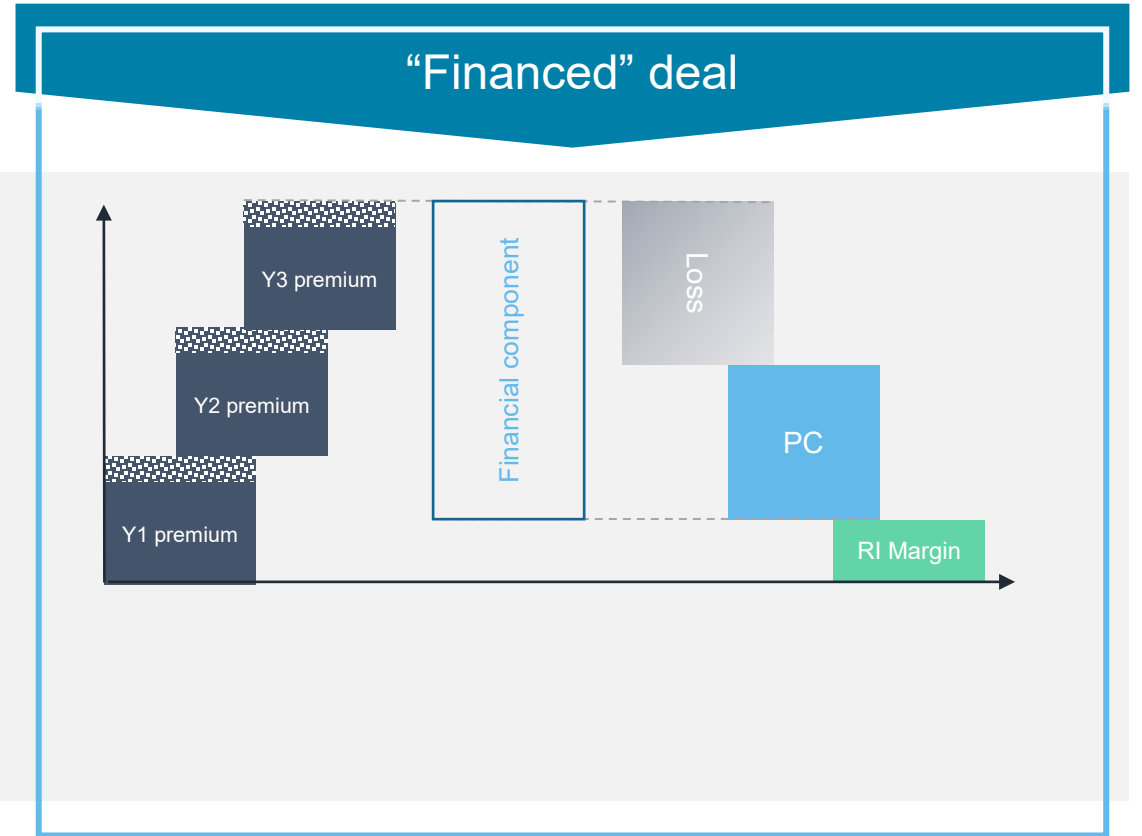 “Financed” deal
Y3 premium
Y2 premium
Y1 premium
Financial component
Loss
PC
RI Margin